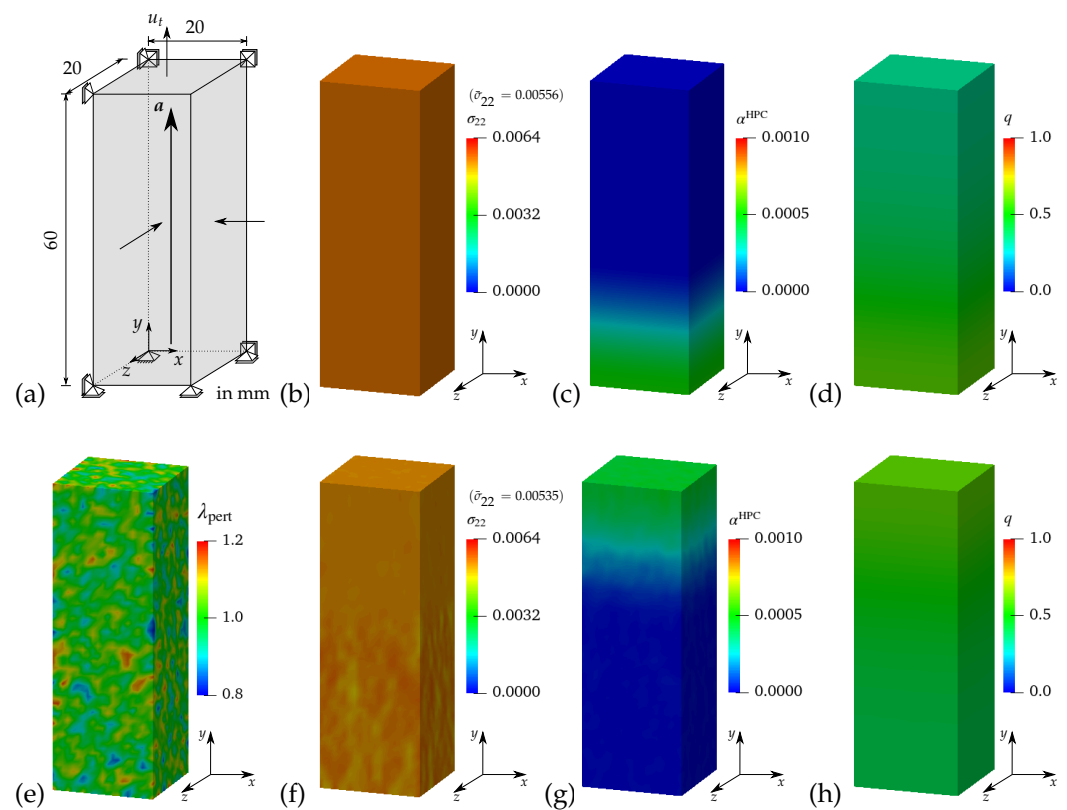 u_t
20
20
a
60
y
x
z
(a)
in mm
(σ̃22 = 0.00556)
σ22
0.0064
0.0032
0.0000
y
x
z
(b)
α^HPC
0.0010
0.0005
0.0000
y
x
z
(c)
q
1.0
0.5
0.0
y
x
z
(d)
λpert
1.2
1.0
0.8
y
x
z
(e)
(σ̃22 = 0.00535)
σ22
0.0064
0.0032
0.0000
y
x
z
(f)
α^HPC
0.0010
0.0005
0.0000
y
x
z
(g)
q
1.0
0.5
0.0
y
x
z
(h)